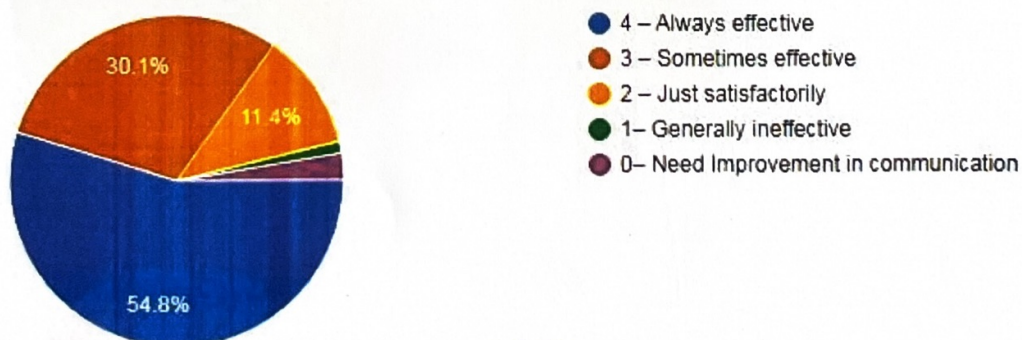 30.1%
11.4%
54.8%
4 – Always effective
3 – Sometimes effective
2 – Just satisfactorily
1– Generally ineffective
0– Need Improvement in communication